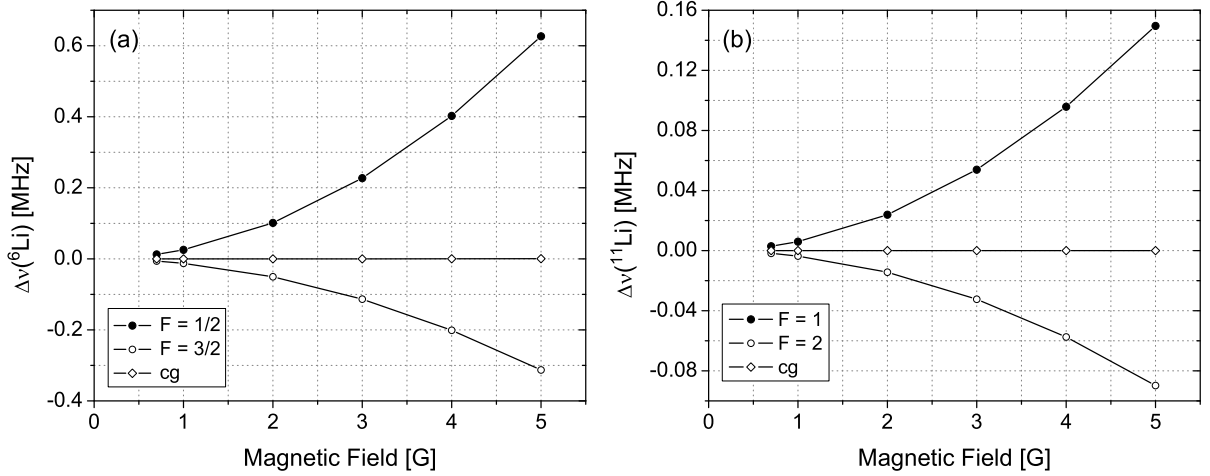 (a)
0.6
0.4
0.2
0.0
-0.2
-0.4
Δν(⁶Li) [MHz]
F = 1/2
F = 3/2
cg
0 1 2 3 4 5
Magnetic Field [G]
(b)
0.16
0.12
0.08
0.04
0.00
-0.04
-0.08
Δν(¹¹Li) [MHz]
F = 1
F = 2
cg
0 1 2 3 4 5
Magnetic Field [G]